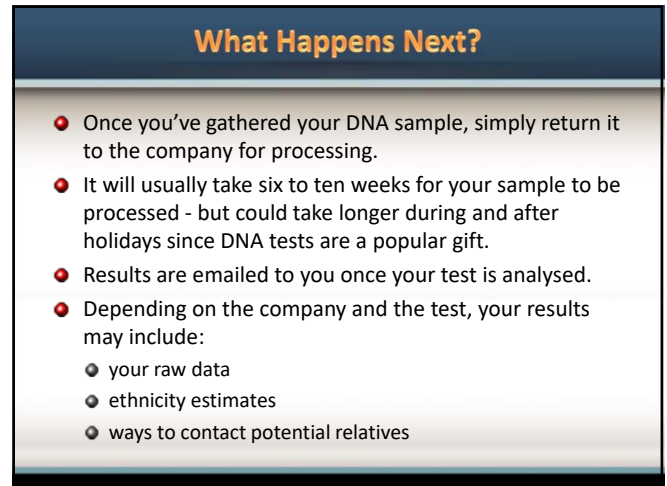 What Happens Next?
Once you’ve gathered your DNA sample, simply return it
to the company for processing.
It will usually take six to ten weeks for your sample to be
processed - but could take longer during and after
holidays since DNA tests are a popular gift.
Results are emailed to you once your test is analysed.
Depending on the company and the test, your results
may include:
your raw data
ethnicity estimates
ways to contact potential relatives